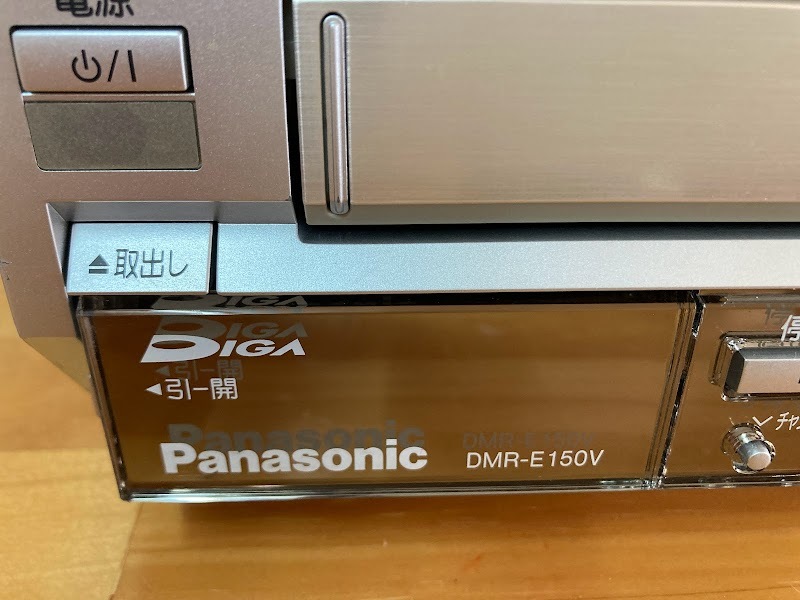 電源
⏻/I
⏏取出し
DIGA
◂引-開
Panasonic
DMR-E150V